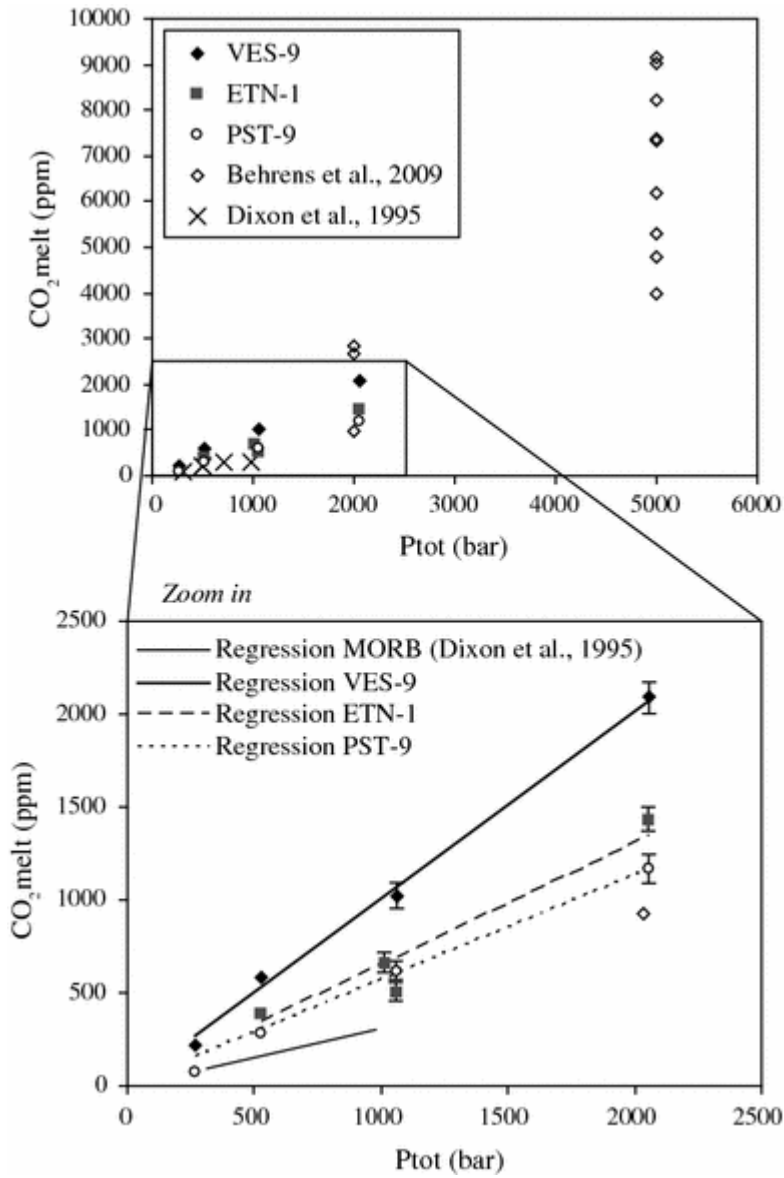 10000
9000
8000
7000
6000
5000
4000
3000
2000
1000
0
CO2melt (ppm)
VES-9
ETN-1
PST-9
Behrens et al., 2009
Dixon et al., 1995
0 1000 2000 3000 4000 5000 6000
Ptot (bar)
Zoom in
2500
2000
1500
1000
500
0
CO2melt (ppm)
Regression MORB (Dixon et al., 1995)
Regression VES-9
Regression ETN-1
Regression PST-9
0 500 1000 1500 2000 2500
Ptot (bar)